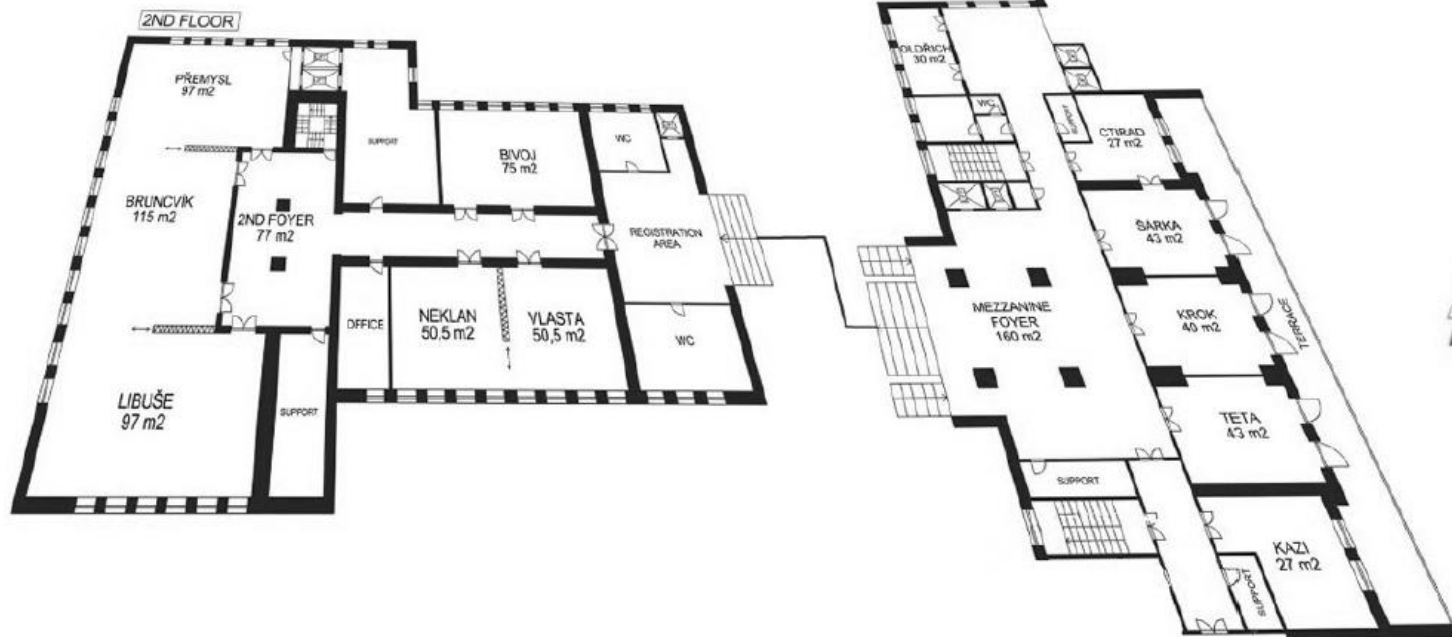 2ND FLOOR
PŘEMYSL
97 m2
BRUNCVÍK
115 m2
LIBUŠE
97 m2
2ND FOYER
77 m2
SUPPORT
SUPPORT
OFFICE
BIVOJ
75 m2
NEKLAN
50,5 m2
VLASTA
50,5 m2
WC
REGISTRATION
AREA
WC
OLDŘICH
30 m2
WC
SUPPORT
CTIRAD
27 m2
ŠÁRKA
43 m2
MEZZANINE
FOYER
160 m2
KROK
40 m2
TERRACE
TETA
43 m2
SUPPORT
KAZI
27 m2
SUPPORT